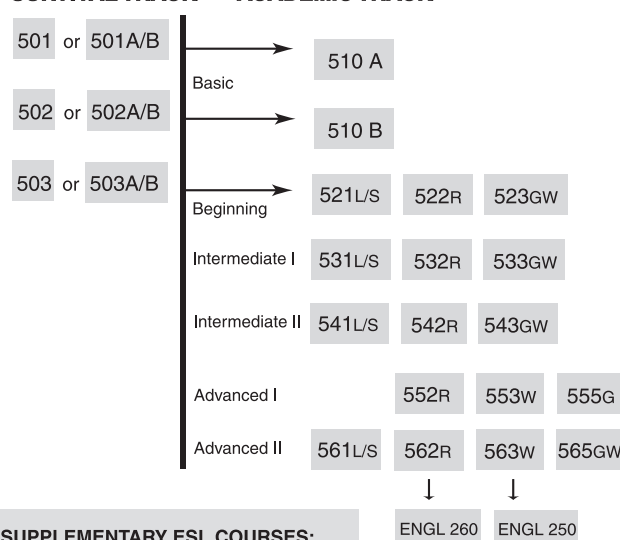 SURVIVAL TRACK ACADEMIC TRACK
501 or 501A/B
510 A
Basic
502 or 502A/B
510 B
503 or 503A/B
Beginning 521L/S 522R 523GW
Intermediate I 531L/S 532R 533GW
Intermediate II 541L/S 542R 543GW
Advanced I 552R 553W 555G
Advanced II 561L/S 562R 563W 565GW
ENGL 260 ENGL 250
SUPPLEMENTARY ESL COURSES: